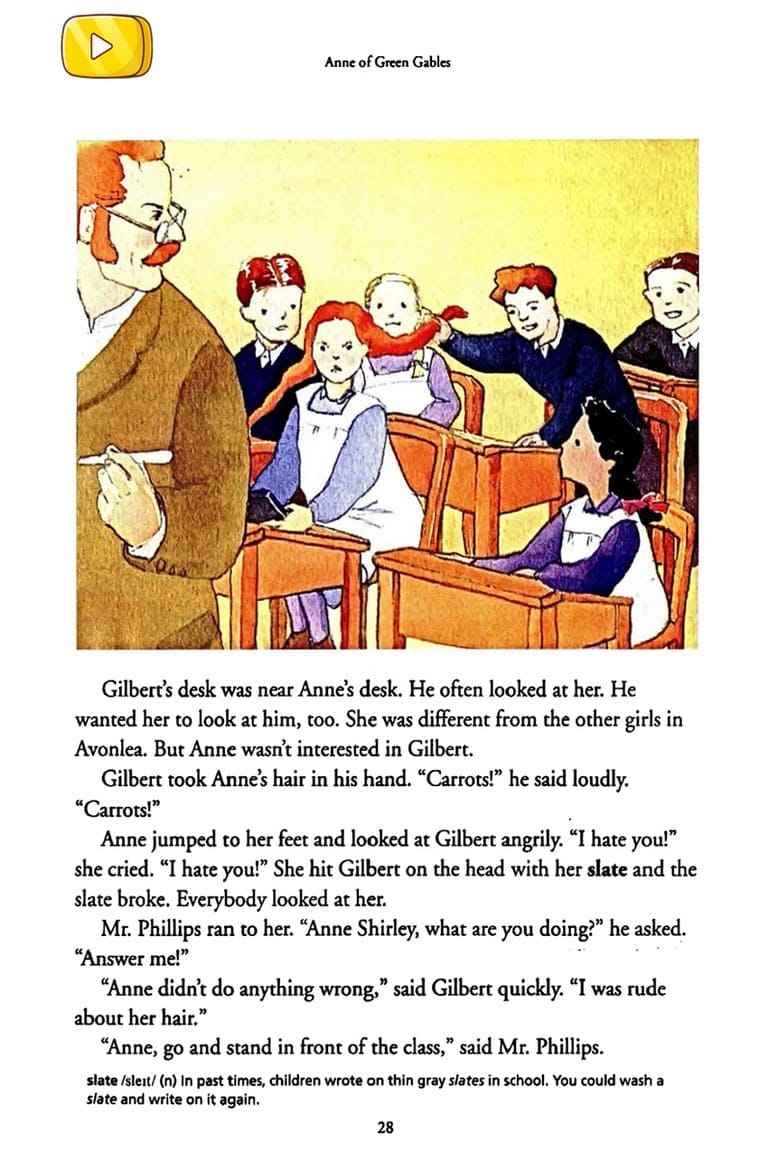 Anne of Green Gables
Gilbert’s desk was near Anne’s desk. He often looked at her. He
wanted her to look at him, too. She was different from the other girls in
Avonlea. But Anne wasn’t interested in Gilbert.
Gilbert took Anne’s hair in his hand. “Carrots!” he said loudly.
“Carrots!”
Anne jumped to her feet and looked at Gilbert angrily. “I hate you!”
she cried. “I hate you!” She hit Gilbert on the head with her slate and the
slate broke. Everybody looked at her.
Mr. Phillips ran to her. “Anne Shirley, what are you doing?” he asked.
“Answer me!”
“Anne didn’t do anything wrong,” said Gilbert quickly. “I was rude
about her hair.”
“Anne, go and stand in front of the class,” said Mr. Phillips.
slate /sleɪt/ (n) In past times, children wrote on thin gray slates in school. You could wash a
slate and write on it again.
28